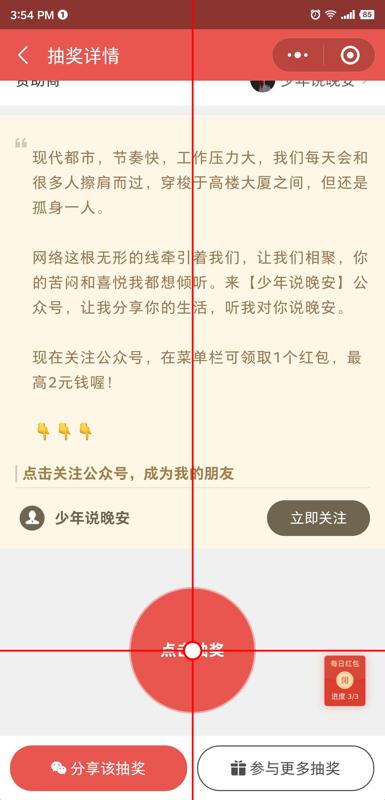 3:54 PM 1 85
抽奖详情
赞助商 少年说晚安
现代都市，节奏快，工作压力大，我们每天会和
很多人擦肩而过，穿梭于高楼大厦之间，但还是
孤身一人。
网络这根无形的线牵引着我们，让我们相聚，你
的苦闷和喜悦我都想倾听。来【少年说晚安】公
众号，让我分享你的生活，听我对你说晚安。
现在关注公众号，在菜单栏可领取1个红包，最
高2元钱喔！
👇👇👇
点击关注公众号，成为我的朋友
少年说晚安 立即关注
点击抽奖
每日红包
開
进度 3/3
分享该抽奖 参与更多抽奖